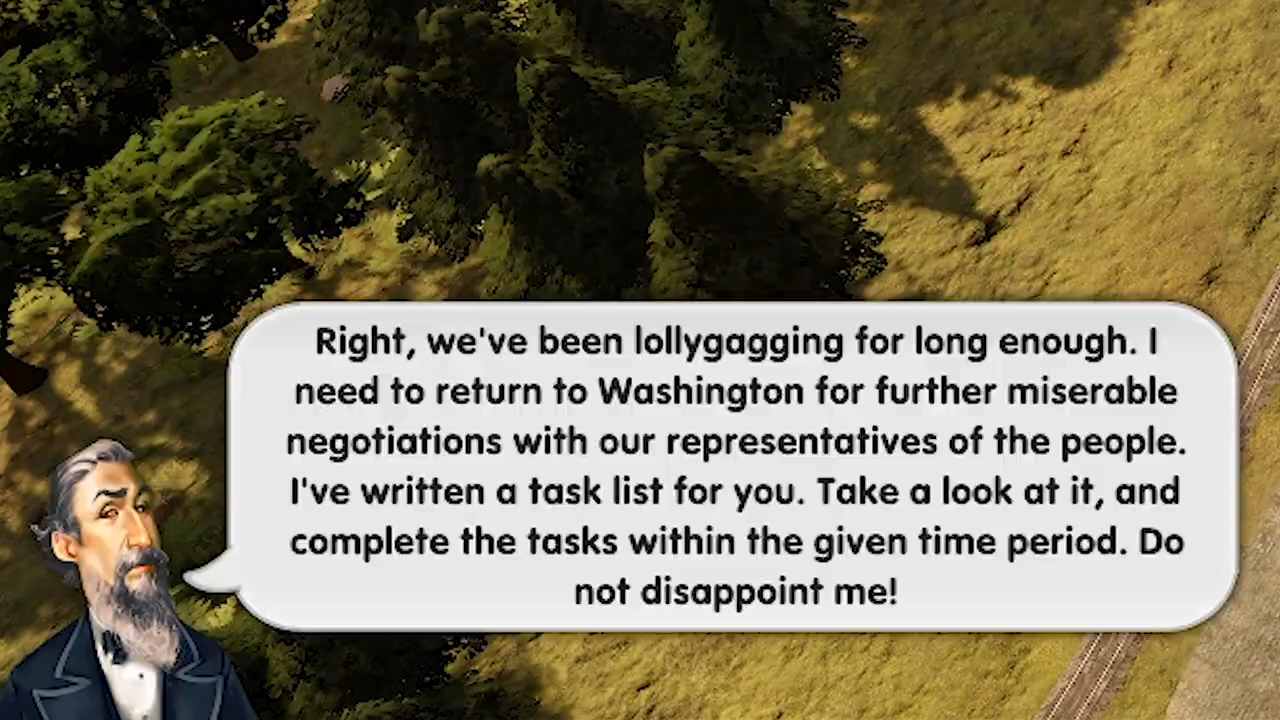 Right, we've been lollygagging for long enough. I
need to return to Washington for further miserable
negotiations with our representatives of the people.
I've written a task list for you. Take a look at it, and
complete the tasks within the given time period. Do
not disappoint me!